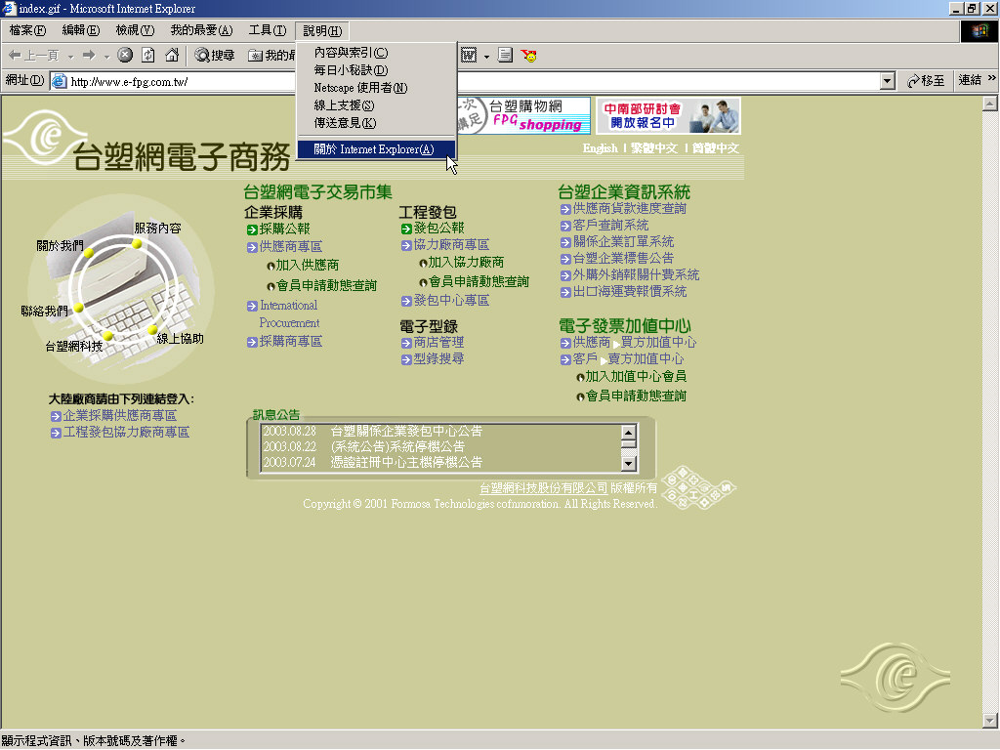 index.gif - Microsoft Internet Explorer
檔案(F) 編輯(E) 檢視(V) 我的最愛(A) 工具(T) 說明(H)
上一頁 搜尋 我的最
網址(D) http://www.e-fpg.com.tw/ 移至 連結 »
內容與索引(C)
每日小秘訣(D)
Netscape 使用者(N)
線上支援(S)
傳送意見(K)
關於 Internet Explorer(A)
台塑購物網
FPG shopping
中南部研討會
開放報名中
English | 繁體中文 | 简體中文
台塑網電子商務
服務內容
關於我們
聯絡我們
台塑網科技
線上協助
大陸廠商請由下列連結登入:
企業採購供應商專區
工程發包協力廠商專區
台塑網電子交易市集
企業採購
採購公報
供應商專區
加入供應商
會員申請動態查詢
International
Procurement
採購商專區
工程發包
發包公報
協力廠商專區
加入協力廠商
會員申請動態查詢
發包中心專區
電子型錄
商店管理
型錄搜尋
台塑企業資訊系統
供應商貨款進度查詢
客戶查詢系統
關係企業訂單系統
台塑企業標售公告
外購外銷報關什費系統
出口海運費報價系統
電子發票加值中心
供應商 買方加值中心
客戶 賣方加值中心
加入加值中心會員
會員申請動態查詢
訊息公告
2003.08.28 台塑關係企業發包中心公告
2003.08.22 (系統公告)系統停機公告
2003.07.24 憑證註冊中心主機停機公告
台塑網科技股份有限公司 版權所有
Copyright © 2001 Formosa Technologies cofnmoration. All Rights Reserved.
顯示程式資訊、版本號碼及著作權。